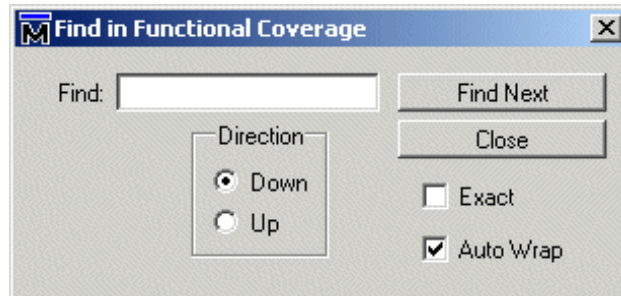 Find in Functional Coverage
Find:
Find Next
Direction
Close
Down
Exact
Up
Auto Wrap